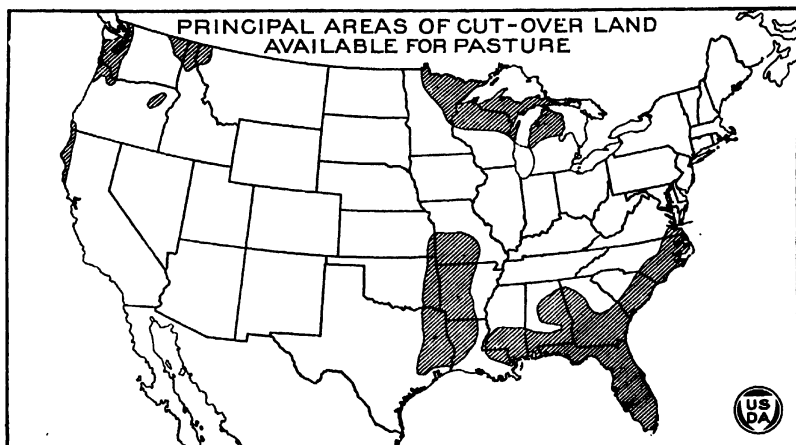 PRINCIPAL AREAS OF CUT-OVER LAND
AVAILABLE FOR PASTURE
US
DA